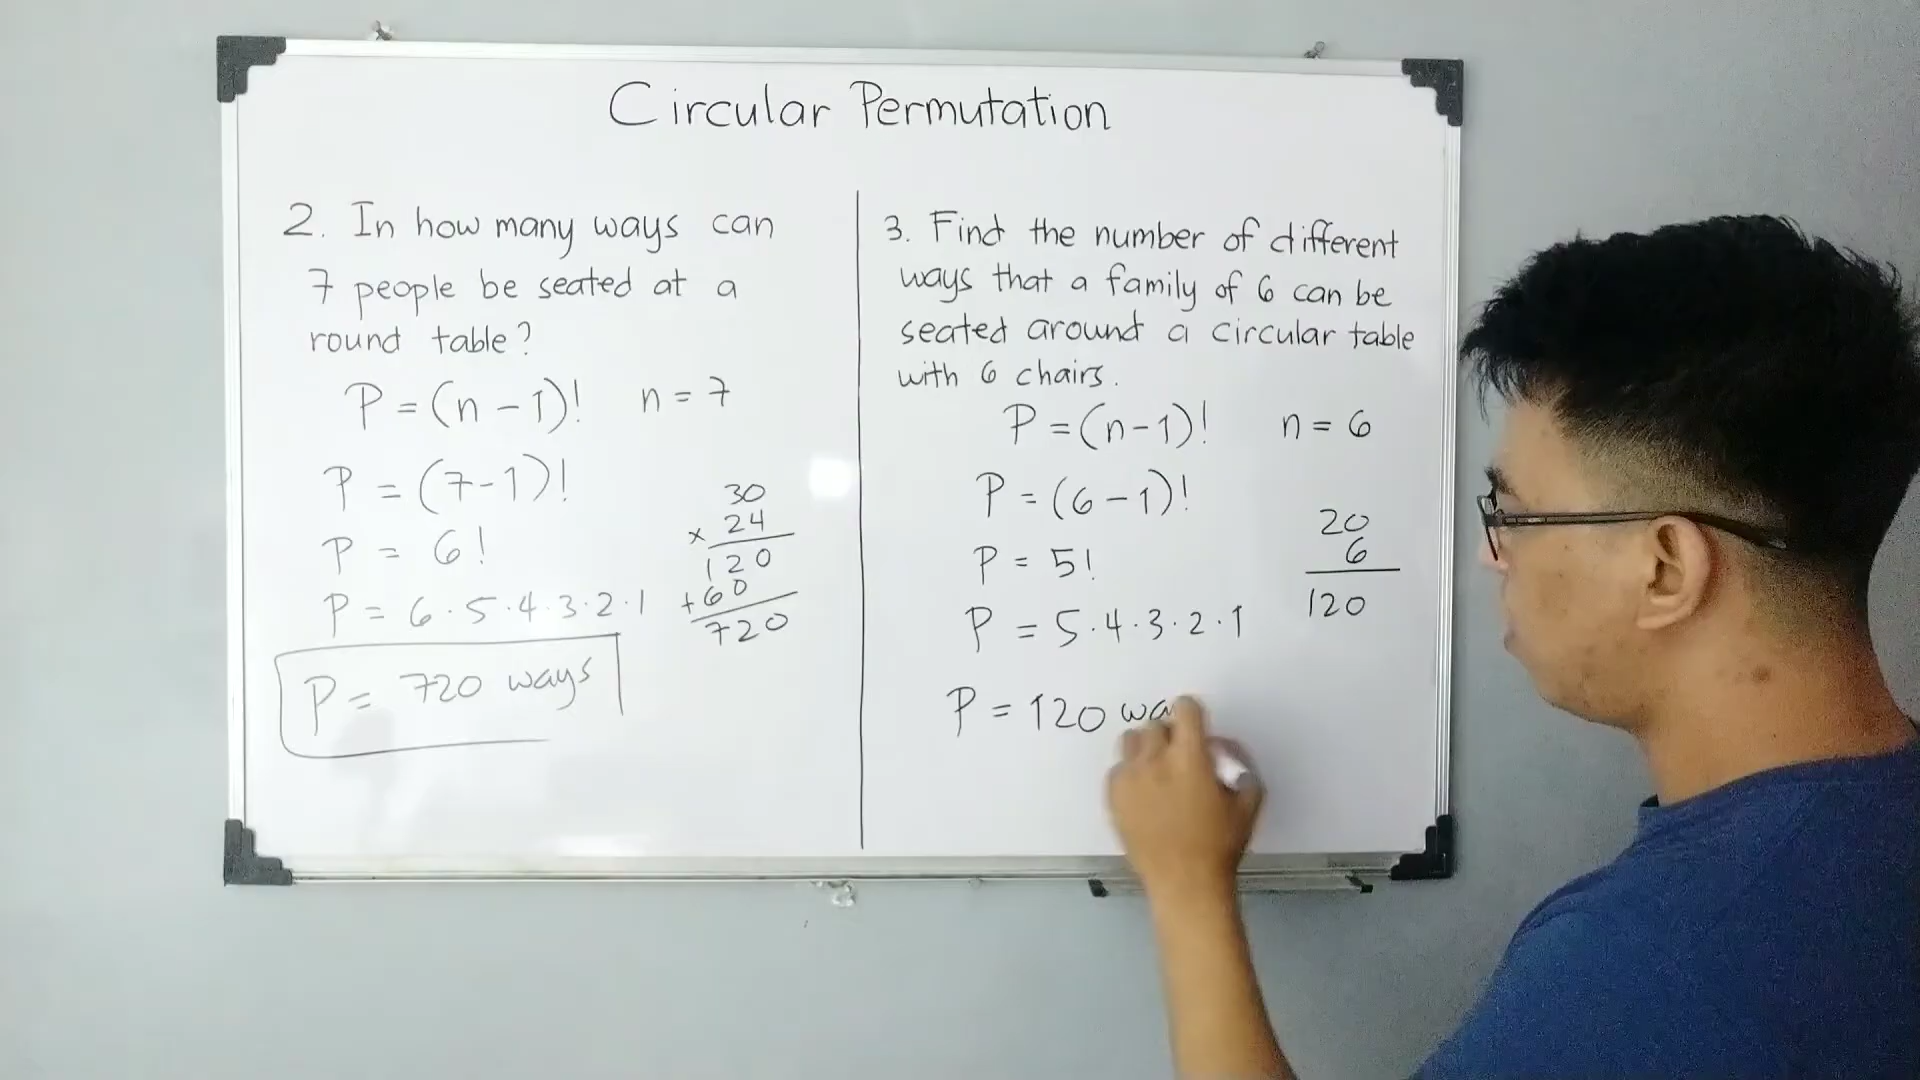 Circular Permutation
2. In how many ways can
7 people be seated at a
round table?
P = (n - 1)! n = 7
P = (7-1)!
P = 6!
P = 6 · 5 · 4 · 3 · 2 · 1
P = 720 ways
30
× 24
120
+60
720
3. Find the number of different
ways that a family of 6 can be
seated around a circular table
with 6 chairs.
P = (n-1)! n = 6
P = (6-1)!
P = 5!
P = 5 · 4 · 3 · 2 · 1
P = 120 wa
20
6
120